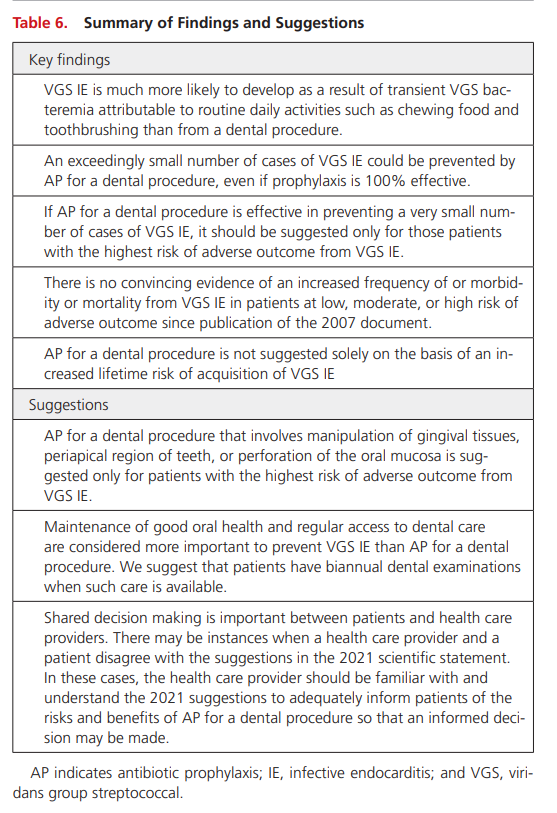 Table 6. Summary of Findings and Suggestions
Key findings
VGS IE is much more likely to develop as a result of transient VGS bac-
teremia attributable to routine daily activities such as chewing food and
toothbrushing than from a dental procedure.
An exceedingly small number of cases of VGS IE could be prevented by
AP for a dental procedure, even if prophylaxis is 100% effective.
If AP for a dental procedure is effective in preventing a very small num-
ber of cases of VGS IE, it should be suggested only for those patients
with the highest risk of adverse outcome from VGS IE.
There is no convincing evidence of an increased frequency of or morbid-
ity or mortality from VGS IE in patients at low, moderate, or high risk of
adverse outcome since publication of the 2007 document.
AP for a dental procedure is not suggested solely on the basis of an in-
creased lifetime risk of acquisition of VGS IE
Suggestions
AP for a dental procedure that involves manipulation of gingival tissues,
periapical region of teeth, or perforation of the oral mucosa is sug-
gested only for patients with the highest risk of adverse outcome from
VGS IE.
Maintenance of good oral health and regular access to dental care
are considered more important to prevent VGS IE than AP for a dental
procedure. We suggest that patients have biannual dental examinations
when such care is available.
Shared decision making is important between patients and health care
providers. There may be instances when a health care provider and a
patient disagree with the suggestions in the 2021 scientific statement.
In these cases, the health care provider should be familiar with and
understand the 2021 suggestions to adequately inform patients of the
risks and benefits of AP for a dental procedure so that an informed deci-
sion may be made.
AP indicates antibiotic prophylaxis; IE, infective endocarditis; and VGS, viri-
dans group streptococcal.